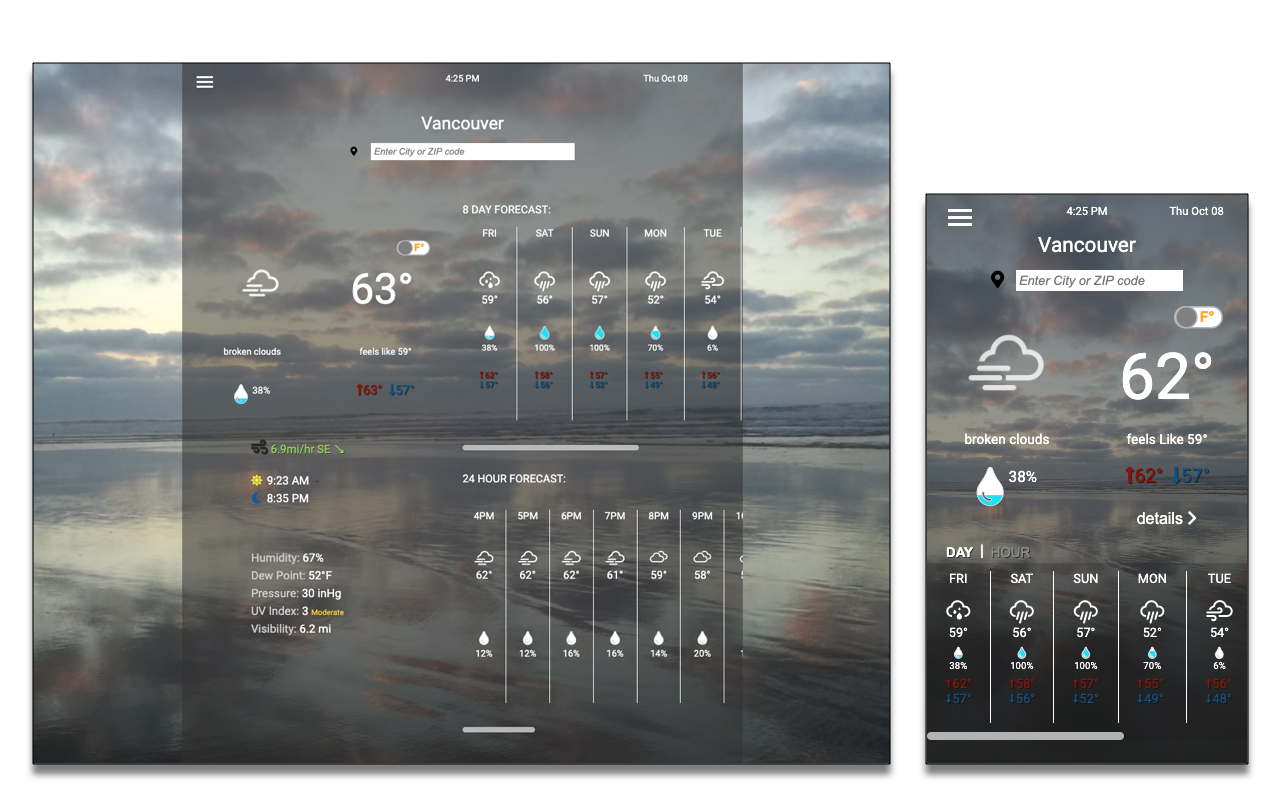 4:25 PM Thu Oct 08
Vancouver
Enter City or ZIP code
F°
63°
broken clouds feels like 59°
38% 63° 57°
6.9mi/hr SE
9:23 AM
8:35 PM
Humidity: 67%
Dew Point: 52°F
Pressure: 30 inHg
UV Index: 3 Moderate
Visibility: 6.2 mi
8 DAY FORECAST:
FRI SAT SUN MON TUE
59° 56° 57° 52° 54°
38% 100% 100% 70% 6%
62° 58° 57° 55° 56°
57° 56° 52° 49° 48°
24 HOUR FORECAST:
4PM 5PM 6PM 7PM 8PM 9PM
62° 62° 62° 61° 59° 58°
12% 12% 16% 16% 14% 20%
4:25 PM Thu Oct 08
Vancouver
Enter City or ZIP code
F°
62°
broken clouds feels Like 59°
38% 62° 57°
details
DAY | HOUR
FRI SAT SUN MON TUE
59° 56° 57° 52° 54°
38% 100% 100% 70% 6%
62° 58° 57° 55° 56°
57° 56° 52° 49° 48°